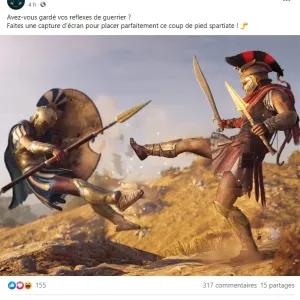 4 h ·
Avez-vous gardé vos reflexes de guerrier ?
Faites une capture d'écran pour placer parfaitement ce coup de pied spartiate !
155
317 commentaires 15 partages